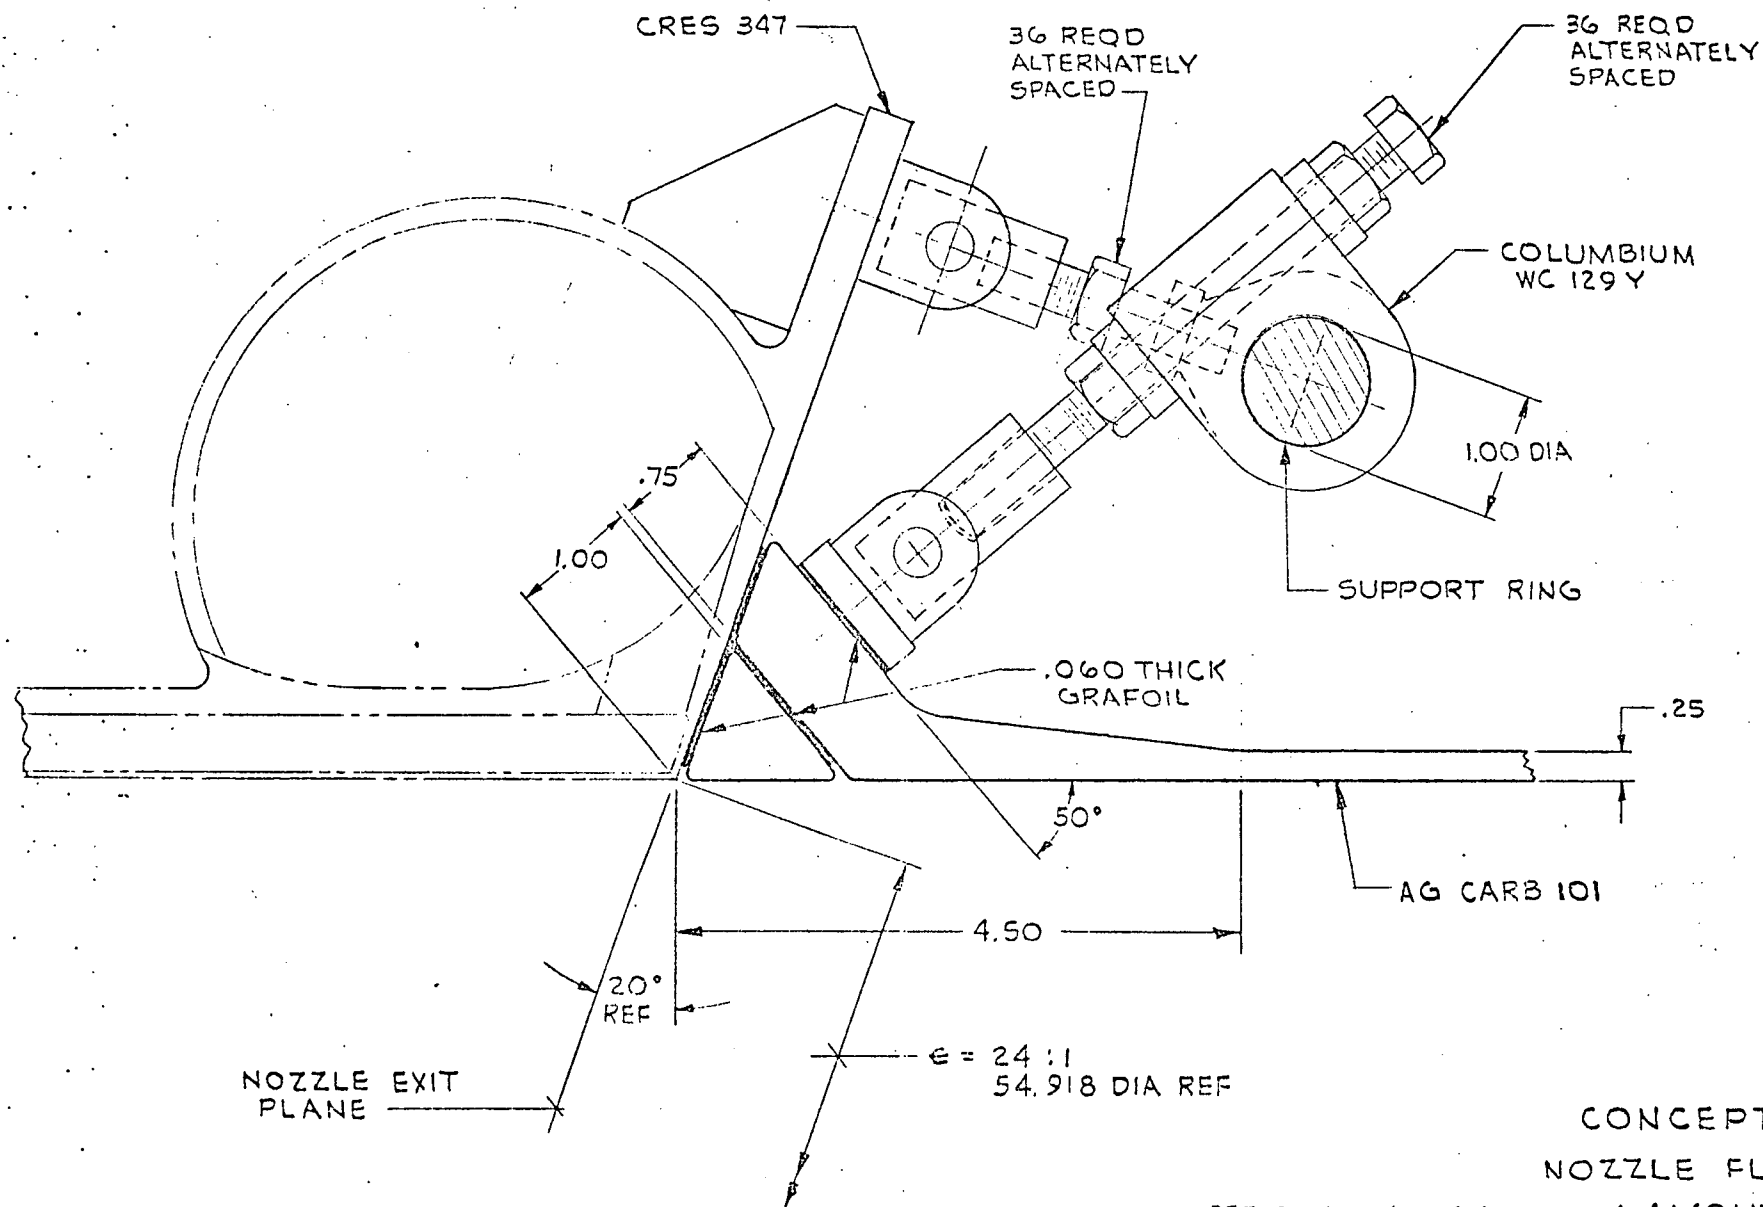 CRES 347
36 REQD
ALTERNATELY
SPACED
36 REQD
ALTERNATELY
SPACED
COLUMBIUM
WC 129 Y
.75
1.00
1.00 DIA
SUPPORT RING
.060 THICK
GRAFOIL
.25
50°
AG CARB 101
4.50
20°
REF
NOZZLE EXIT
PLANE
ϵ = 24 :1
54.918 DIA REF
CONCEPT
NOZZLE FL